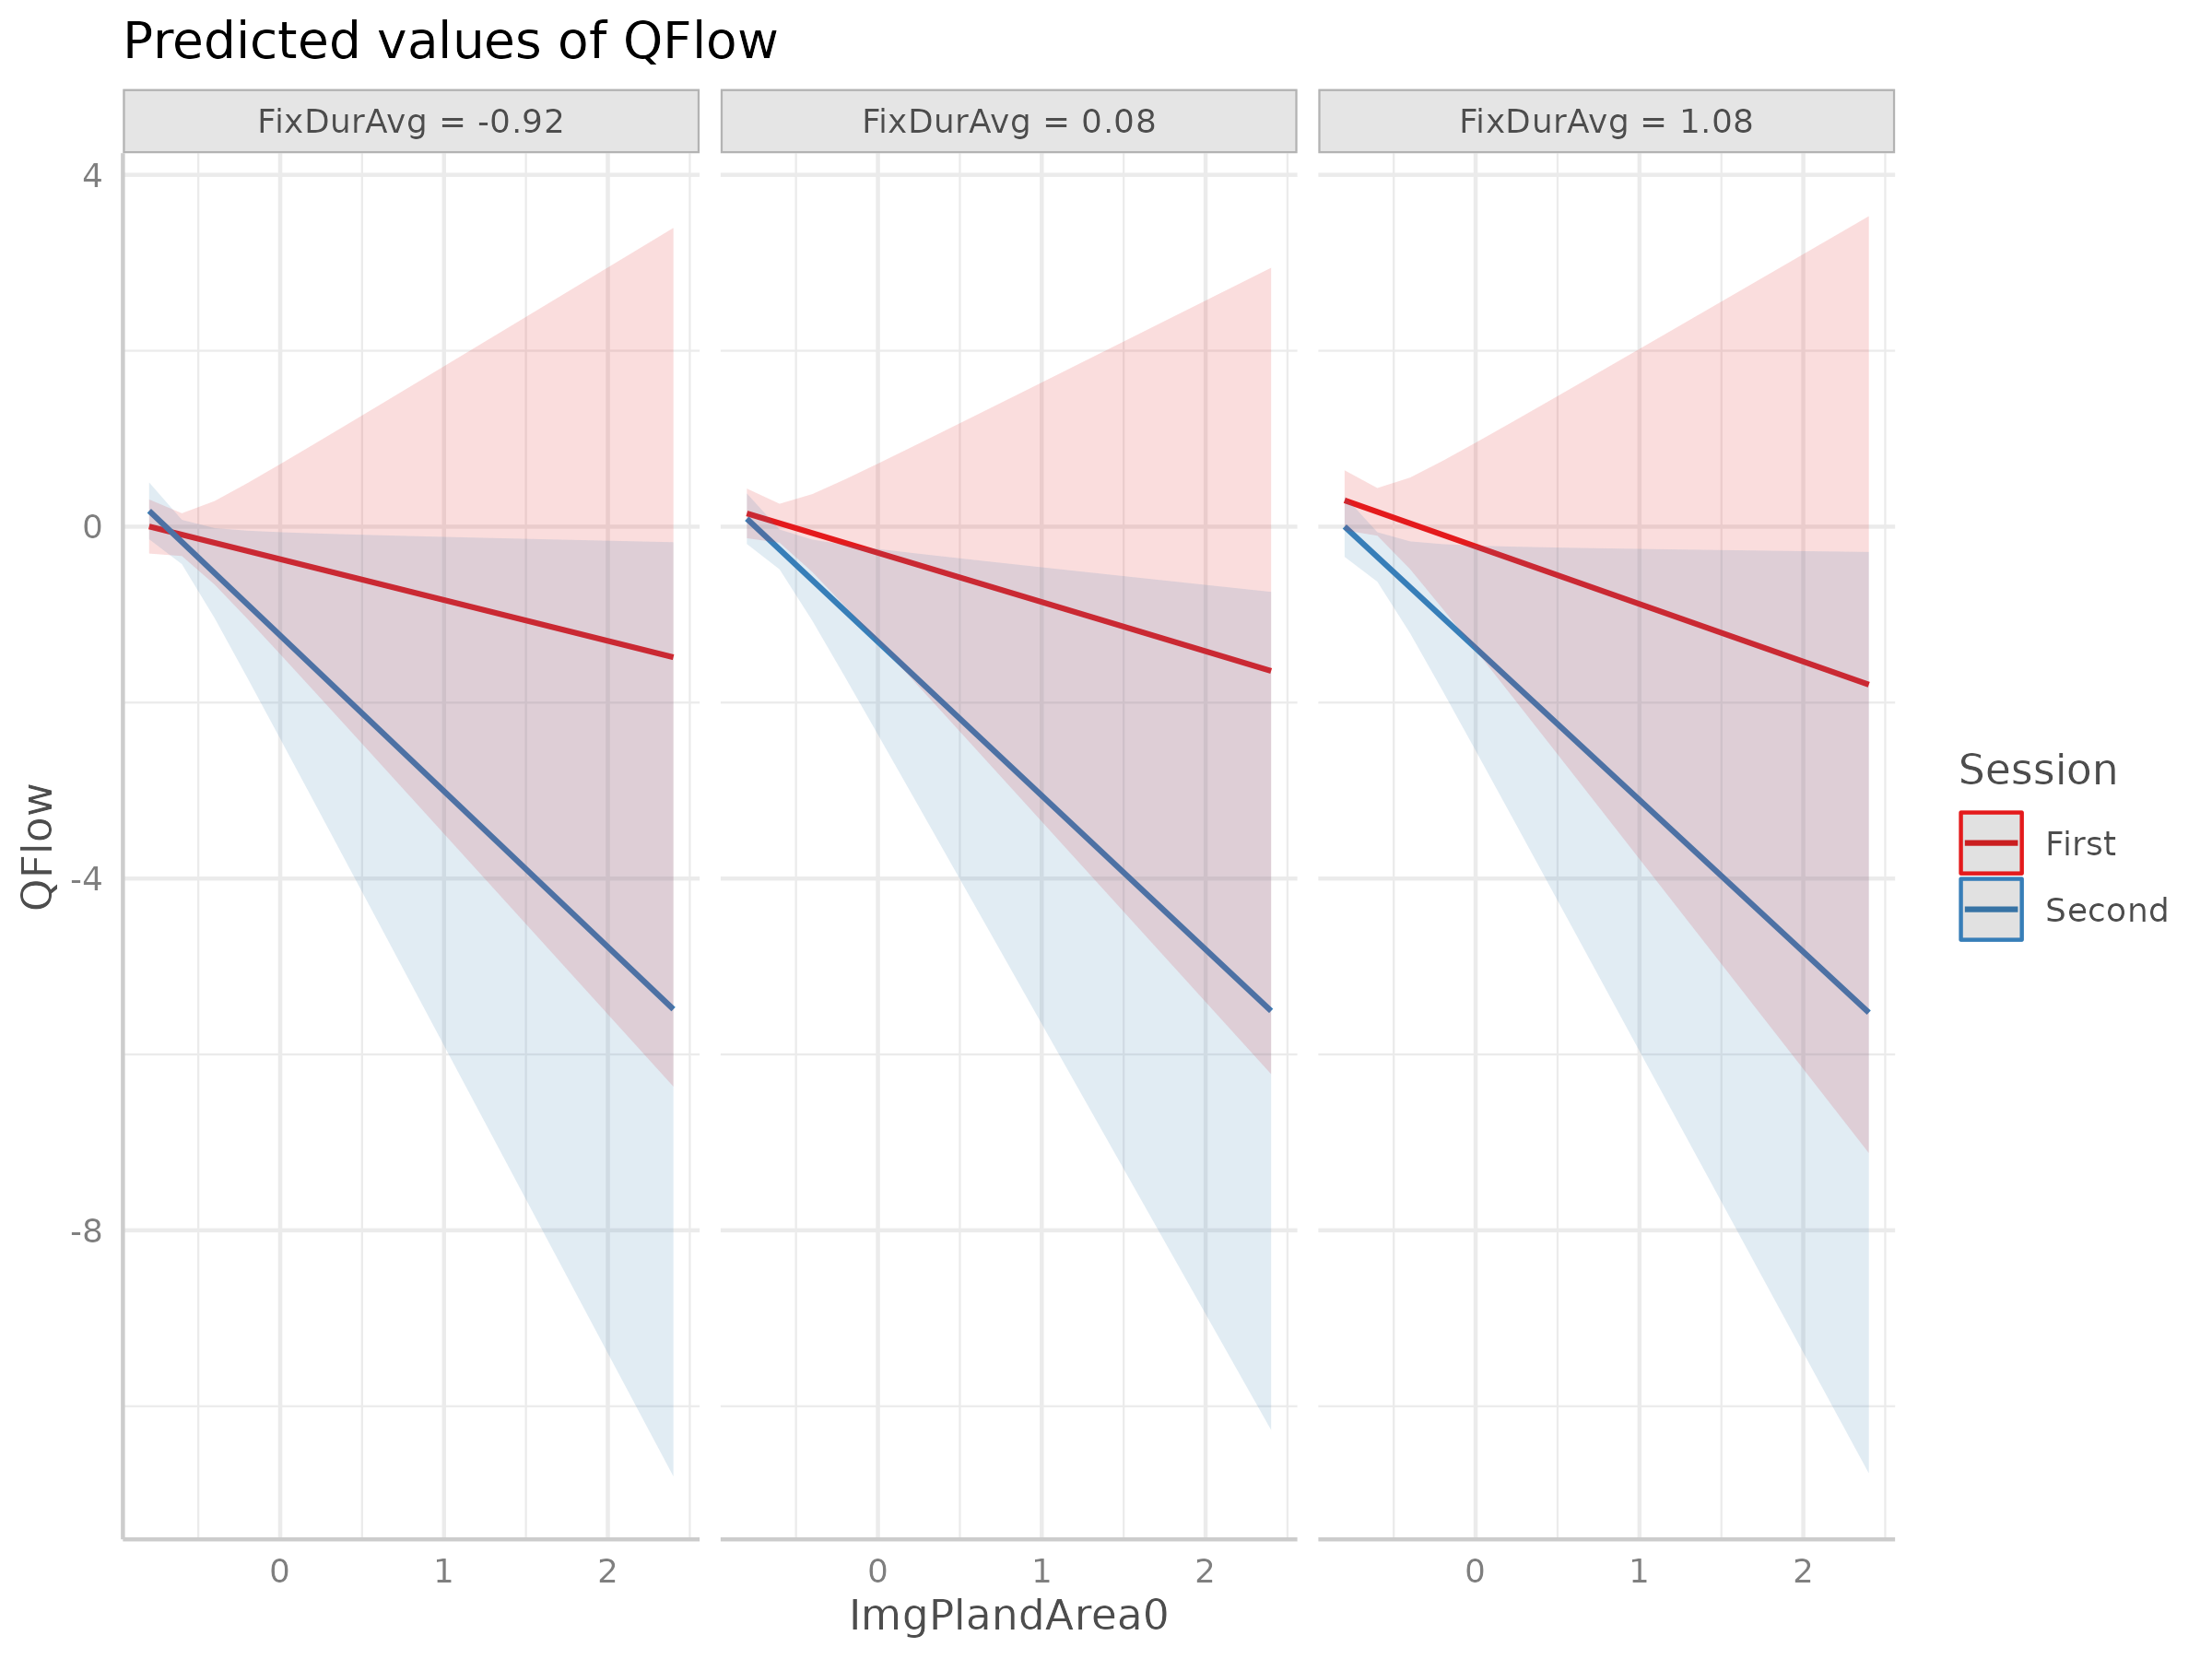 Predicted values of QFlow
FixDurAvg = -0.92
FixDurAvg = 0.08
FixDurAvg = 1.08
4
0
-4
-8
QFlow
0 1 2
0 1 2
0 1 2
ImgPlandArea0
Session
First
Second